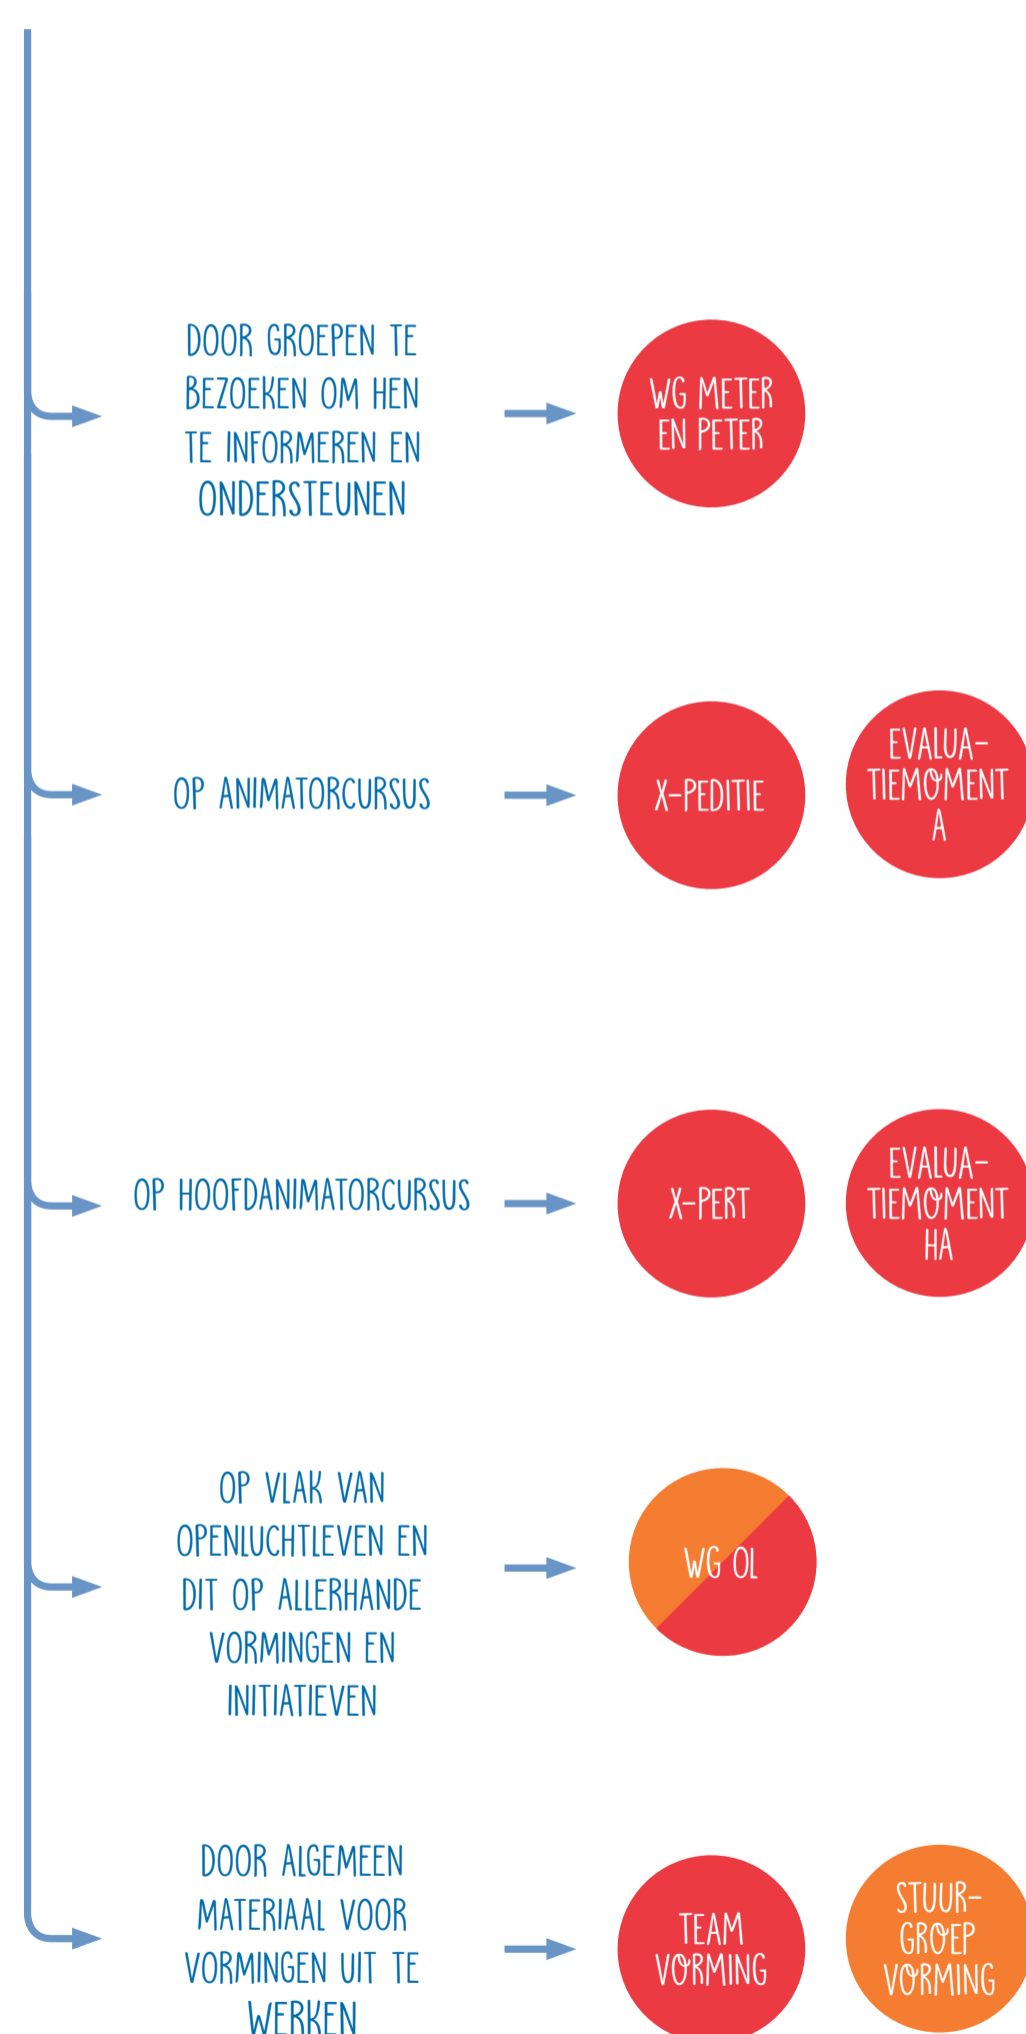 DOOR GROEPEN TE
BEZOEKEN OM HEN
TE INFORMEREN EN
ONDERSTEUNEN
WG METER
EN PETER
OP ANIMATORCURSUS
X-PEDITIE
EVALUA-
TIEMOMENT
A
OP HOOFDANIMATORCURSUS
X-PERT
EVALUA-
TIEMOMENT
HA
OP VLAK VAN
OPENLUCHTLEVEN EN
DIT OP ALLERHANDE
VORMINGEN EN
INITIATIEVEN
WG OL
DOOR ALGEMEEN
MATERIAAL VOOR
VORMINGEN UIT TE
WERKEN
TEAM
VORMING
STUUR-
GROEP
VORMING